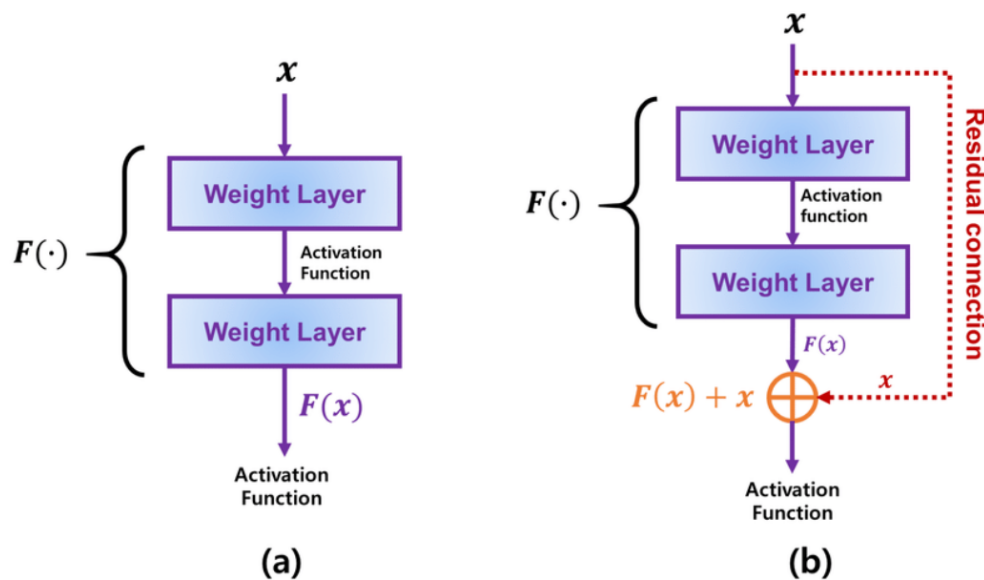 x
Weight Layer
F(·)
Activation
Function
Weight Layer
F(x)
Activation
Function
(a)
x
Weight Layer
F(·)
Activation
function
Weight Layer
F(x)
F(x) + x
x
Residual connection
Activation
Function
(b)